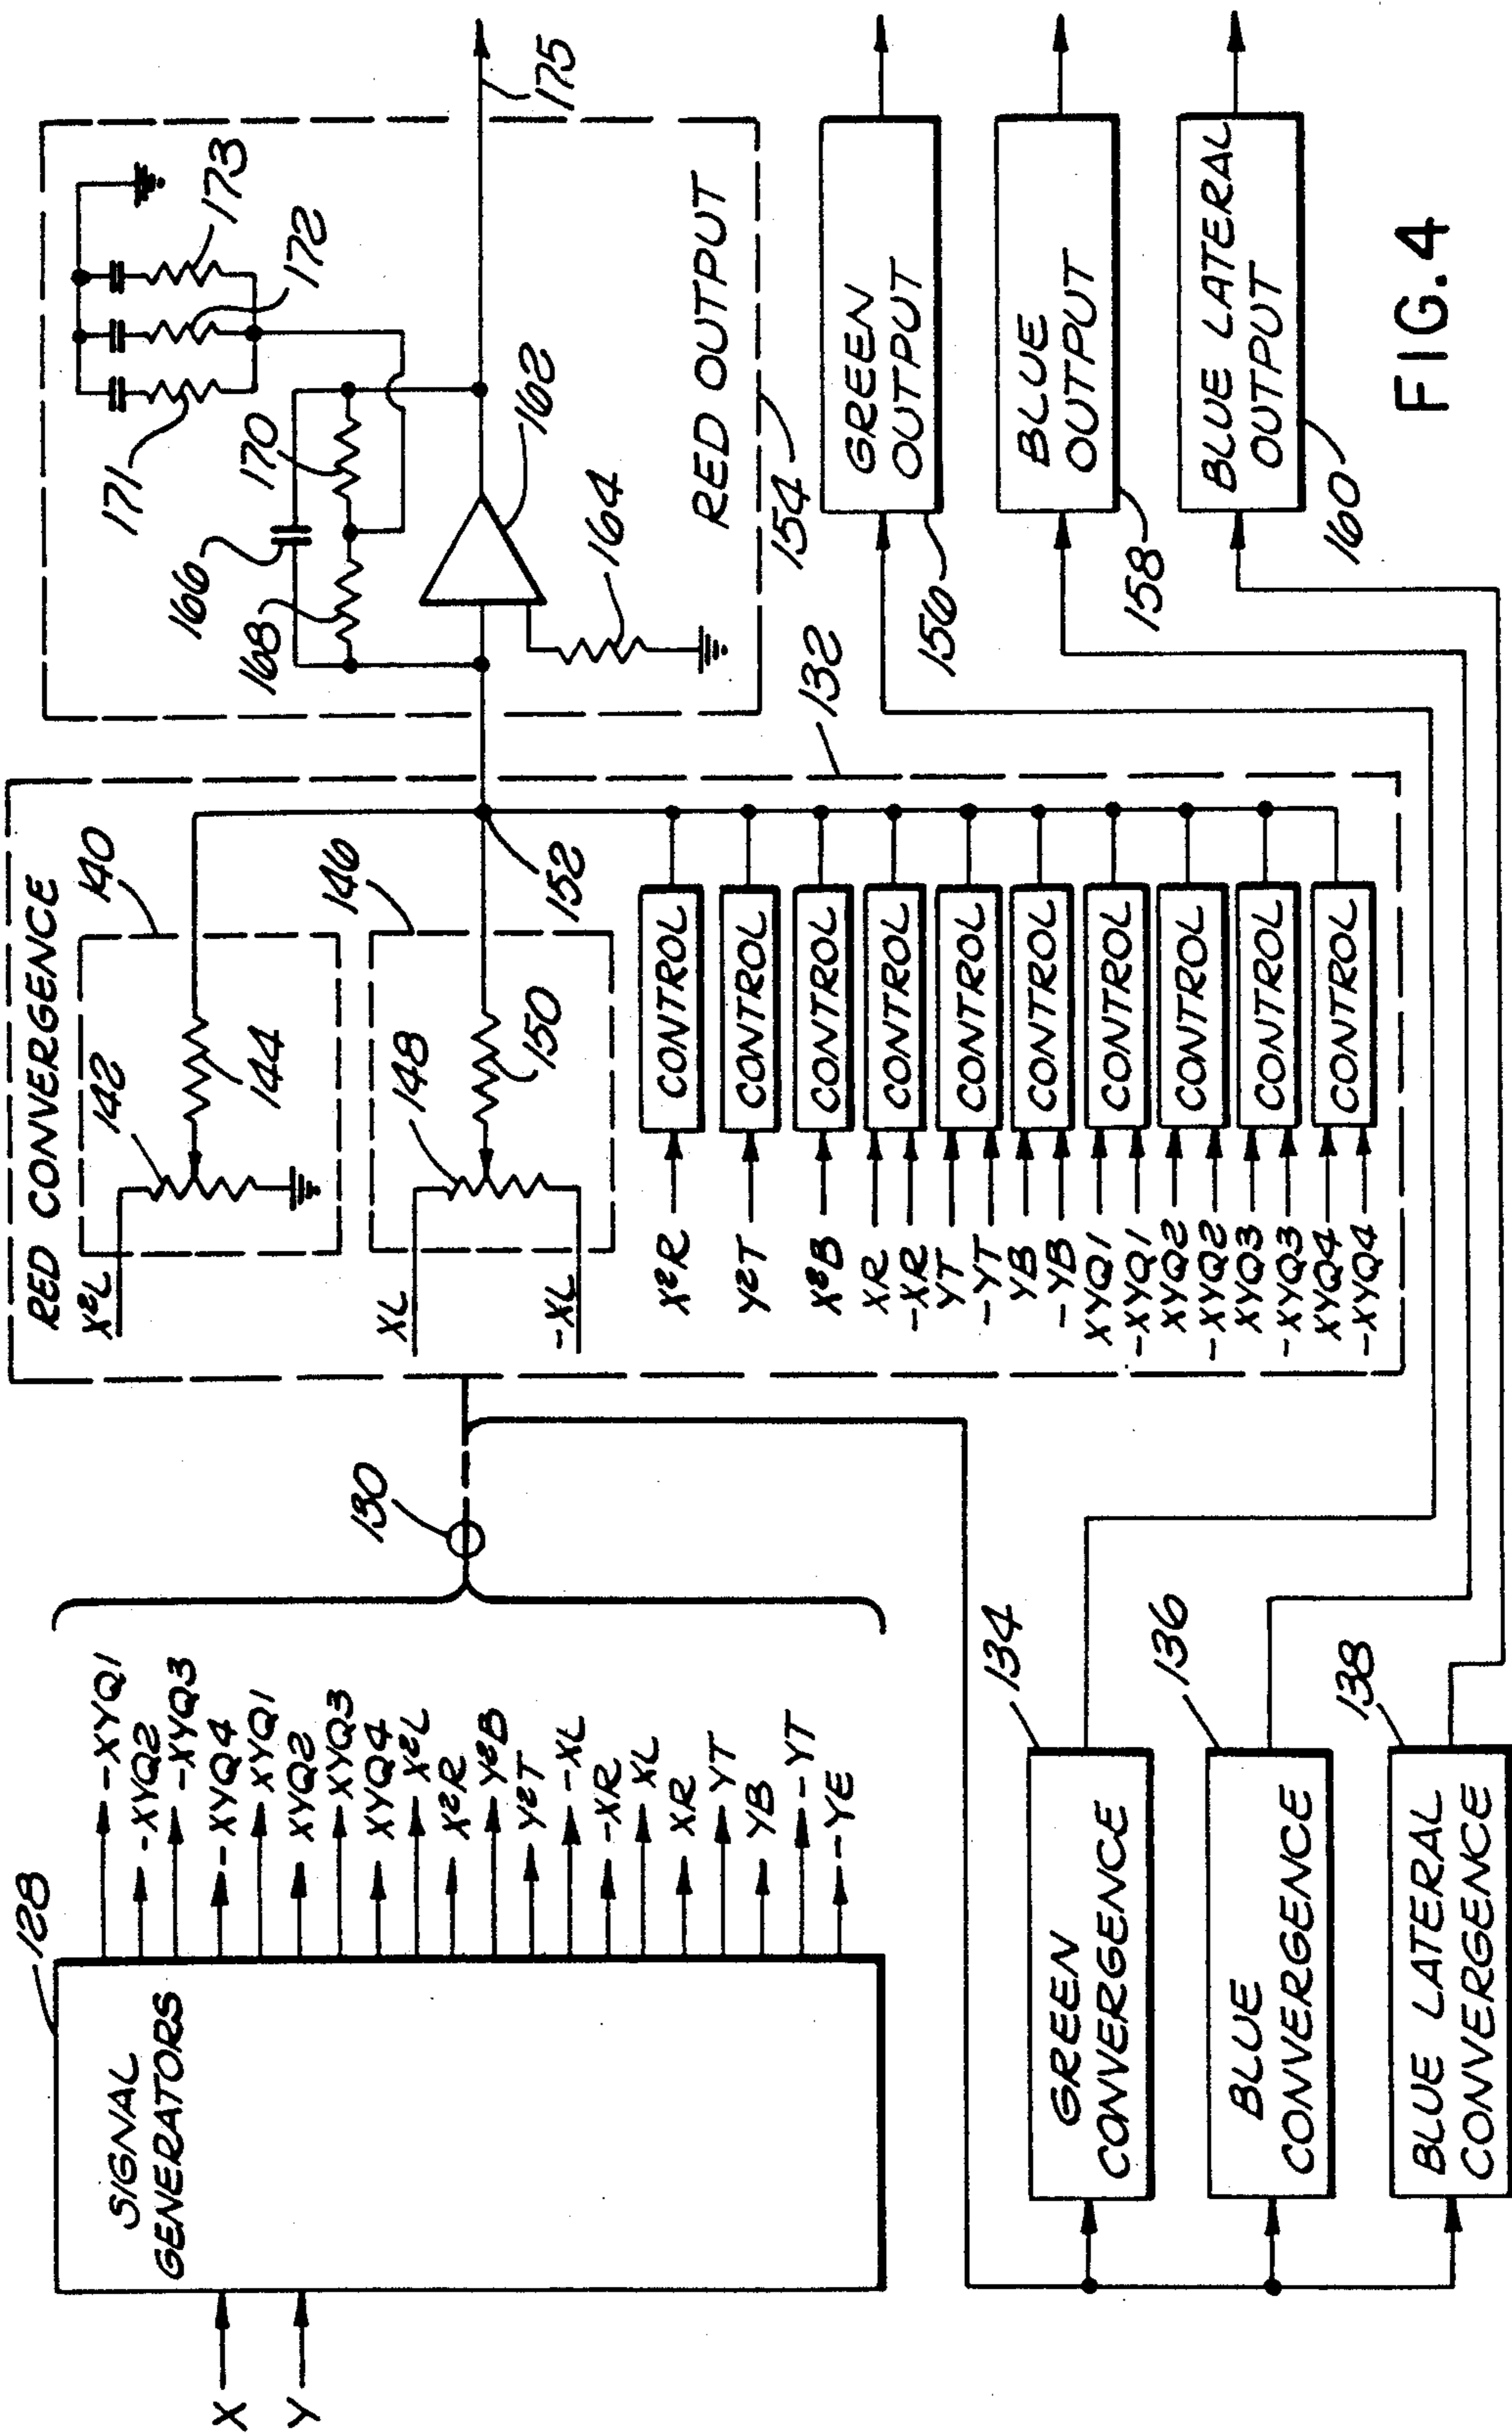 X
Y
SIGNAL
GENERATORS
128
-XYQ1
-XYQ2
-XYQ3
-XYQ4
XYQ1
XYQ2
XYQ3
XYQ4
X²L
X²R
Y²B
Y²T
-XL
-XR
XL
XR
YT
YB
-YT
-YE
130
GREEN
CONVERGENCE
134
BLUE
CONVERGENCE
136
BLUE LATERAL
CONVERGENCE
138
RED CONVERGENCE
X²L
142
140
144
XL
-XL
148
146
150
152
132
X²R
CONTROL
Y²T
CONTROL
X²B
CONTROL
XR
-XR
CONTROL
YT
-YT
CONTROL
YB
-YB
CONTROL
XYQ1
-XYQ1
CONTROL
XYQ2
-XYQ2
CONTROL
XYQ3
-XYQ3
CONTROL
XYQ4
-XYQ4
CONTROL
166
168
170
171
172
173
162
164
175
RED OUTPUT
154
GREEN
OUTPUT
156
BLUE
OUTPUT
158
BLUE LATERAL
OUTPUT
160
FIG.4